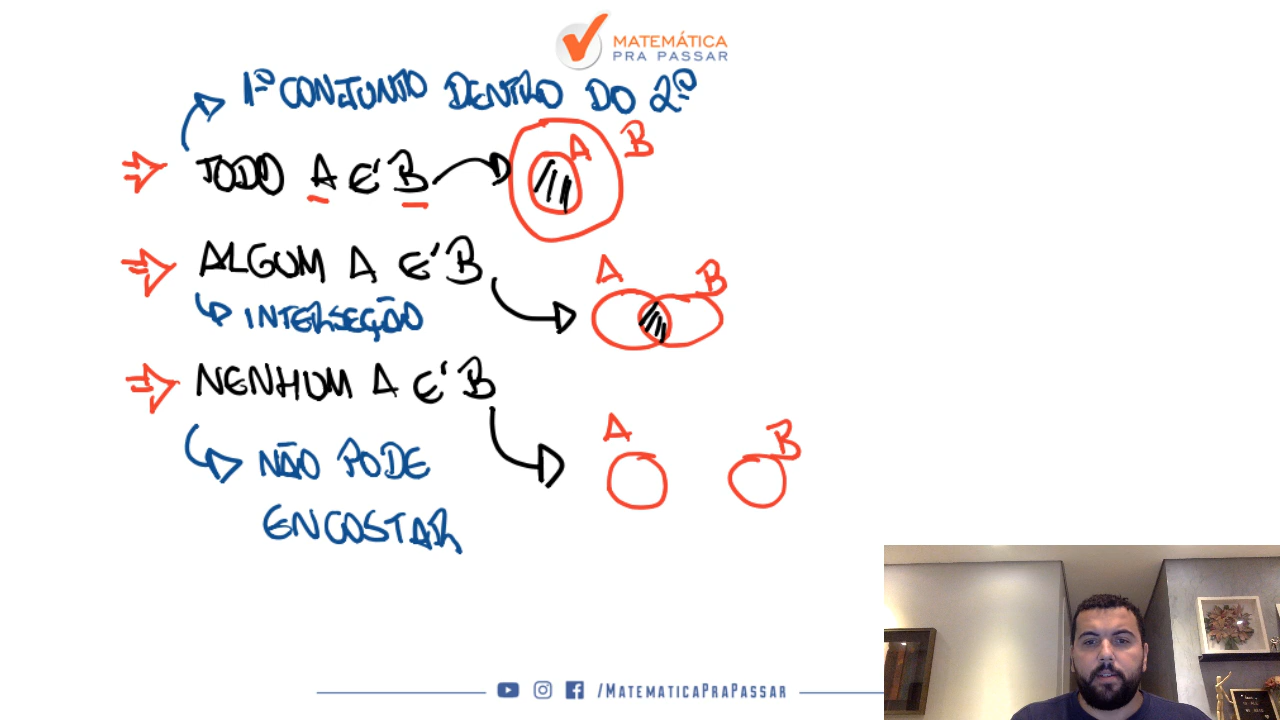 MATEMÁTICA
PRA PASSAR
1º CONJUNTO DENTRO DO 2º
TODO A É B
A B
ALGUM A É B
A B
INTERSEÇÃO
NENHUM A É B
A B
NÃO PODE
ENCOSTAR
/MATEMATICAPRAPASSAR